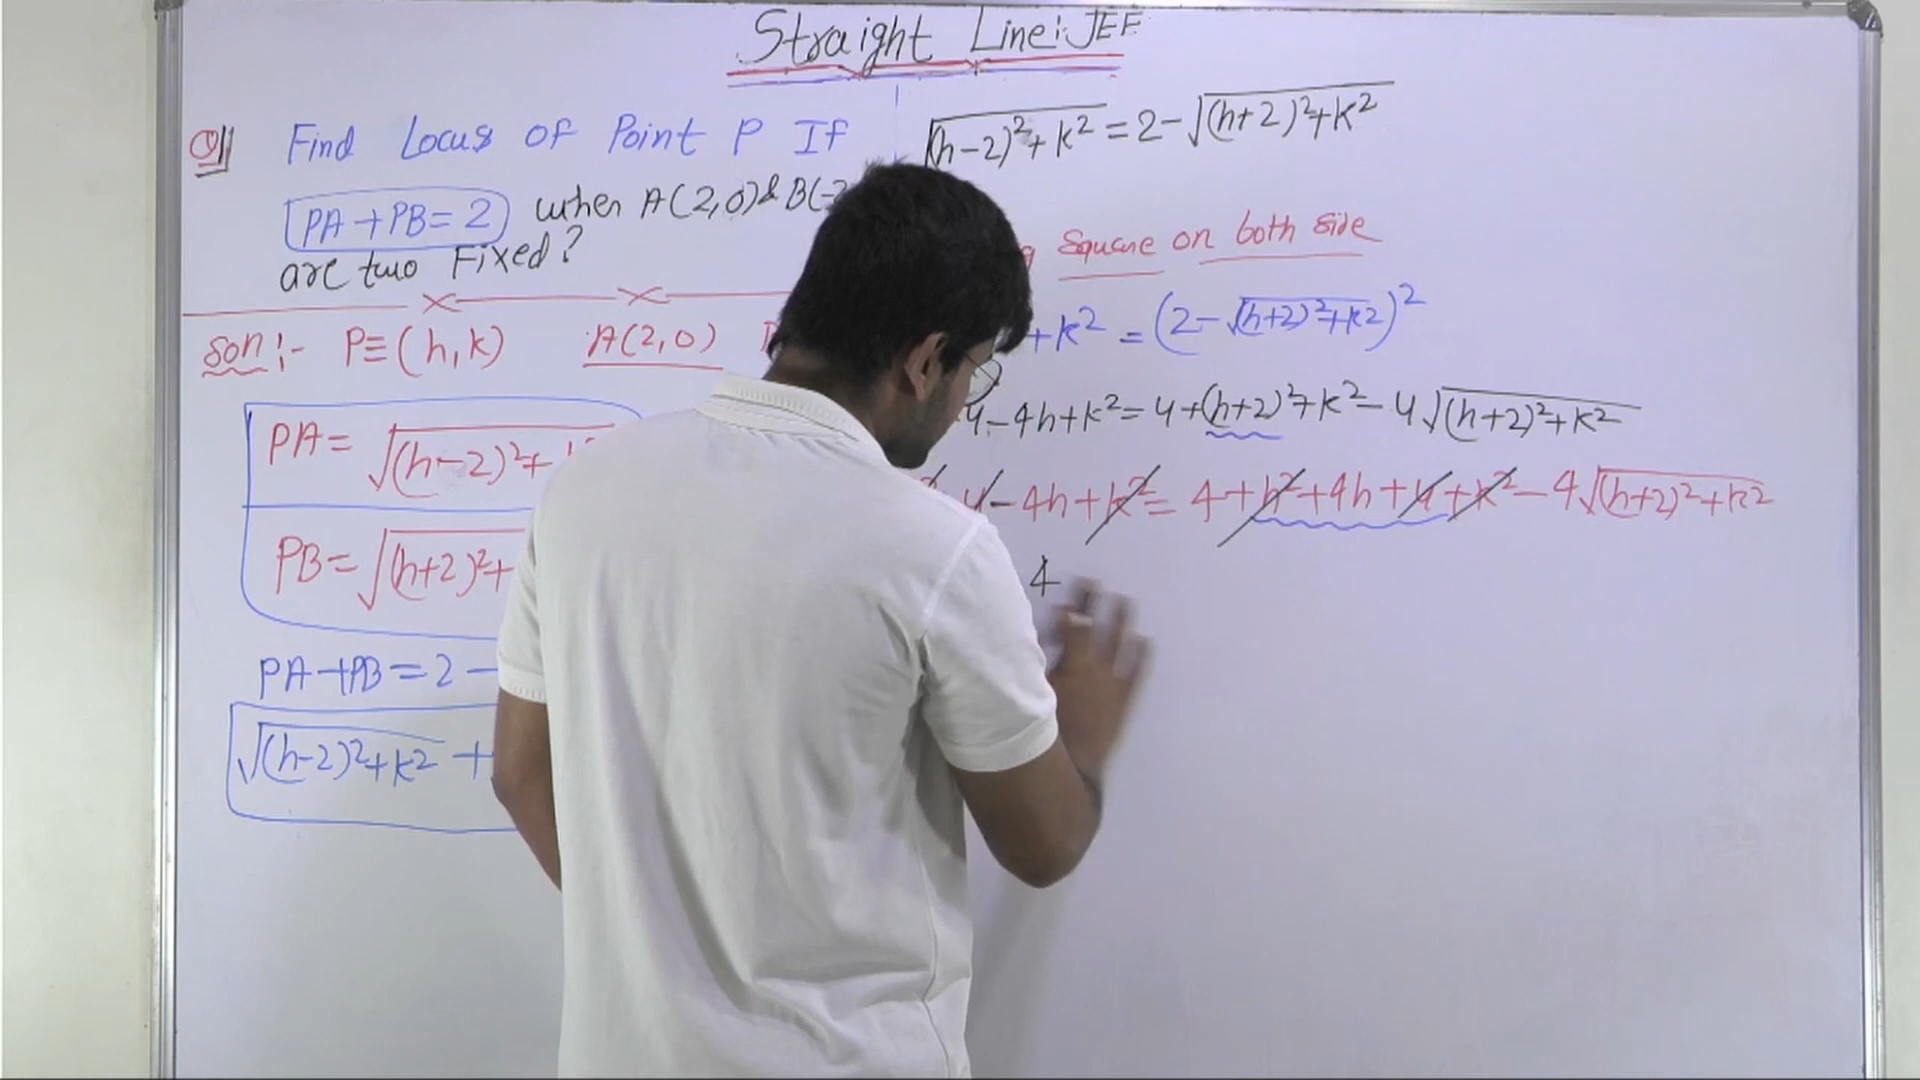 Straight Line:JEE
Q1 Find Locus of Point P If
PA+PB=2 when A(2,0)& B(-2
are two Fixed?
son:- P≡(h,k) A(2,0)
PA= √(h-2)²+
PB= √(h+2)²+
PA+PB=2-
√(h-2)²+k² +
√(h-2)²+k² = 2-√(h+2)²+k²
Square on both side
+k² = (2-√(h+2)²+k²)²
4-4h+k²= 4+(h+2)²+k²-4√(h+2)²+k²
4-4h+k²= 4+h²+4h+4+k²-4√(h+2)²+k²
4